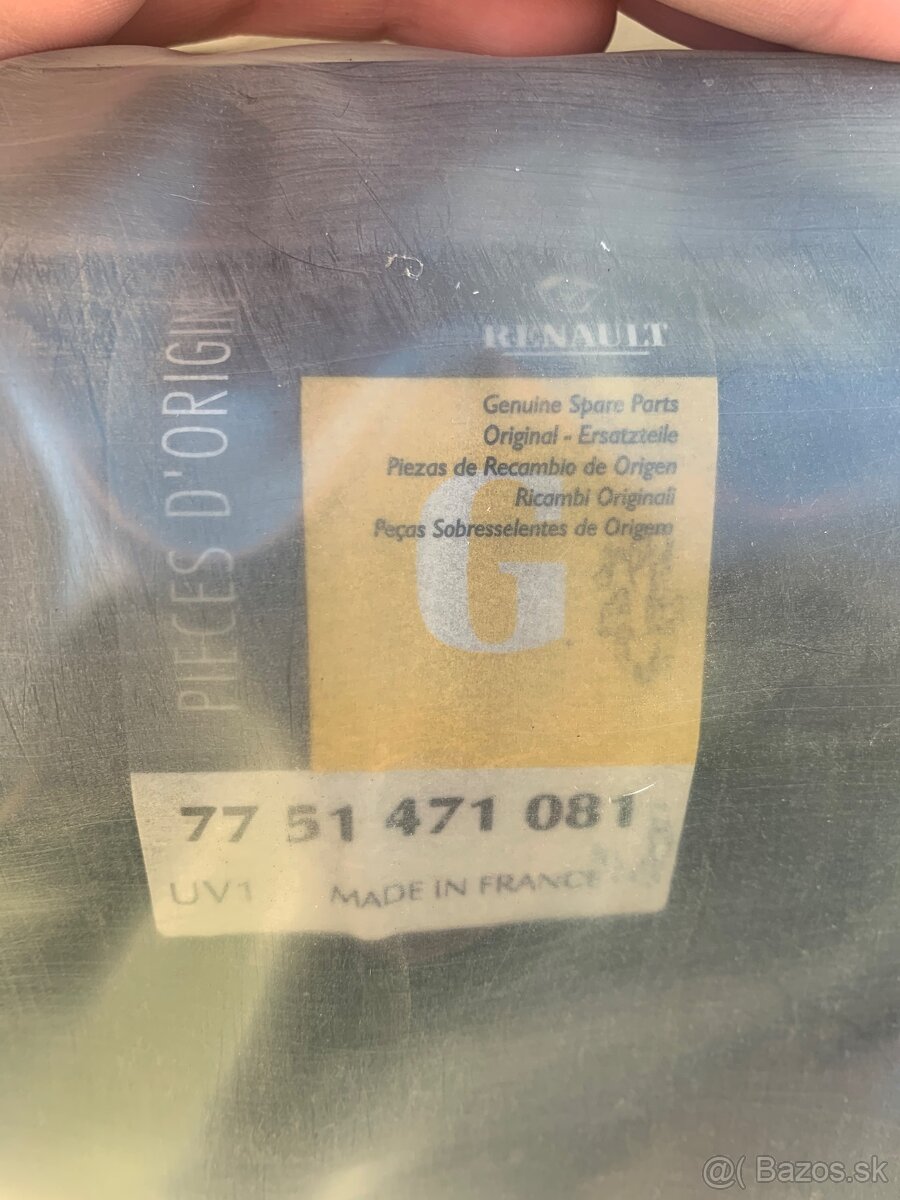 PIECES D'ORIGINE
RENAULT
Genuine Spare Parts
Original - Ersatzteile
Piezas de Recambio de Origen
Ricambi Originali
Peças Sobresselentes de Origem
G
77 51 471 081
UV1 MADE IN FRANCE
@( Bazos.sk